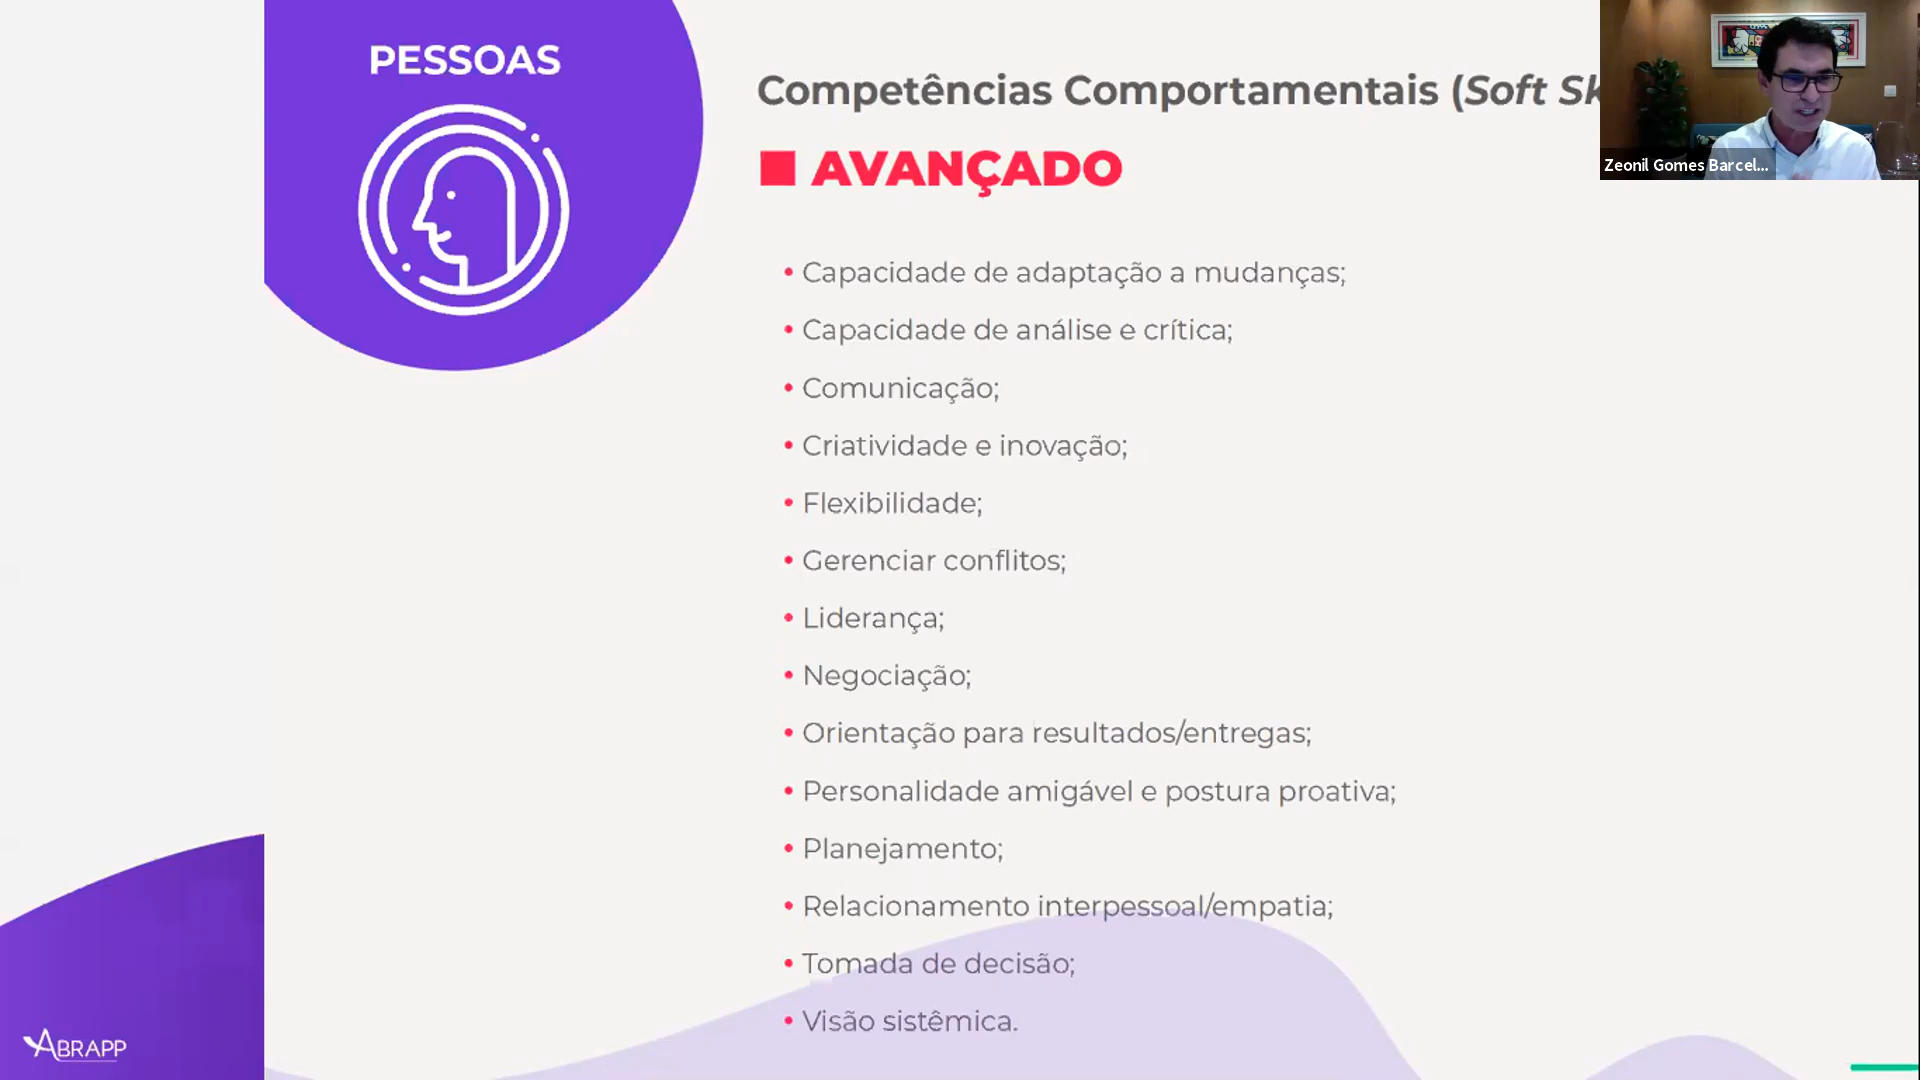 PESSOAS
Competências Comportamentais (Soft Sk
■ AVANÇADO
• Capacidade de adaptação a mudanças;
• Capacidade de análise e crítica;
• Comunicação;
• Criatividade e inovação;
• Flexibilidade;
• Gerenciar conflitos;
• Liderança;
• Negociação;
• Orientação para resultados/entregas;
• Personalidade amigável e postura proativa;
• Planejamento;
• Relacionamento interpessoal/empatia;
• Tomada de decisão;
• Visão sistêmica.
Zeonil Gomes Barcel...
ABRAPP